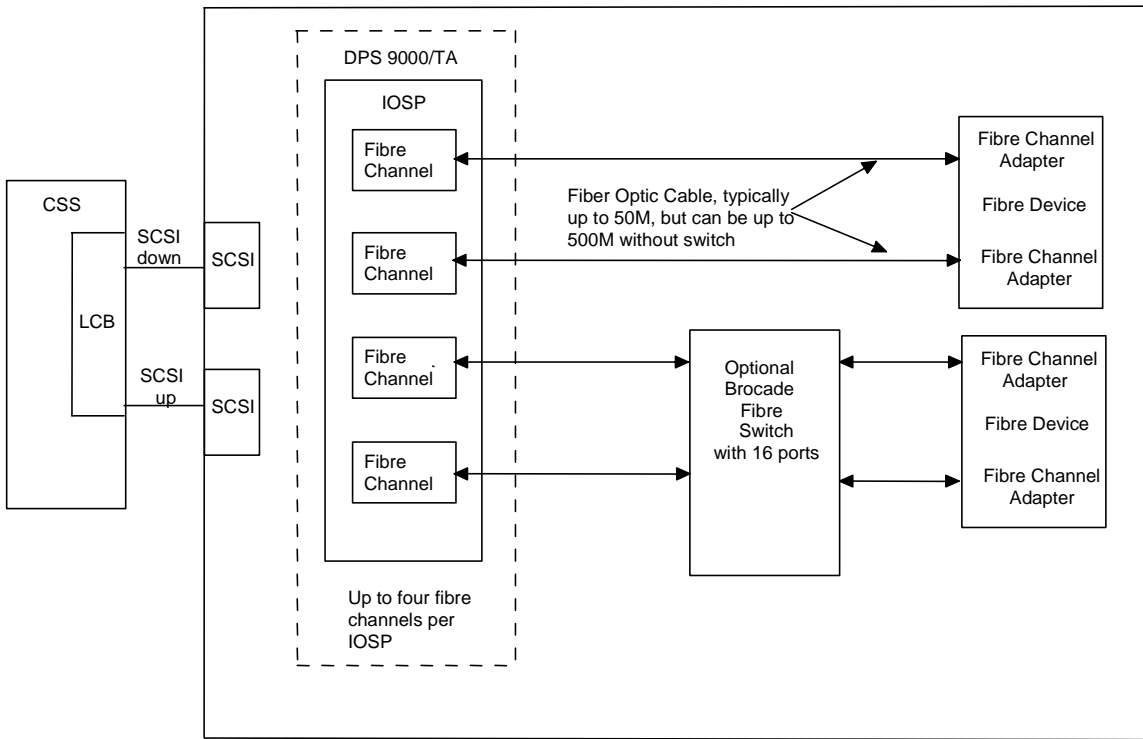 DPS 9000/TA
IOSP
Fibre
Channel
Fibre
Channel
Fibre
Channel
Fibre
Channel
Up to four fibre
channels per
IOSP
CSS
LCB
SCSI
down
SCSI
SCSI
up
SCSI
Fiber Optic Cable, typically
up to 50M, but can be up to
500M without switch
Fibre Channel
Adapter
Fibre Device
Fibre Channel
Adapter
Optional
Brocade
Fibre
Switch
with 16 ports
Fibre Channel
Adapter
Fibre Device
Fibre Channel
Adapter